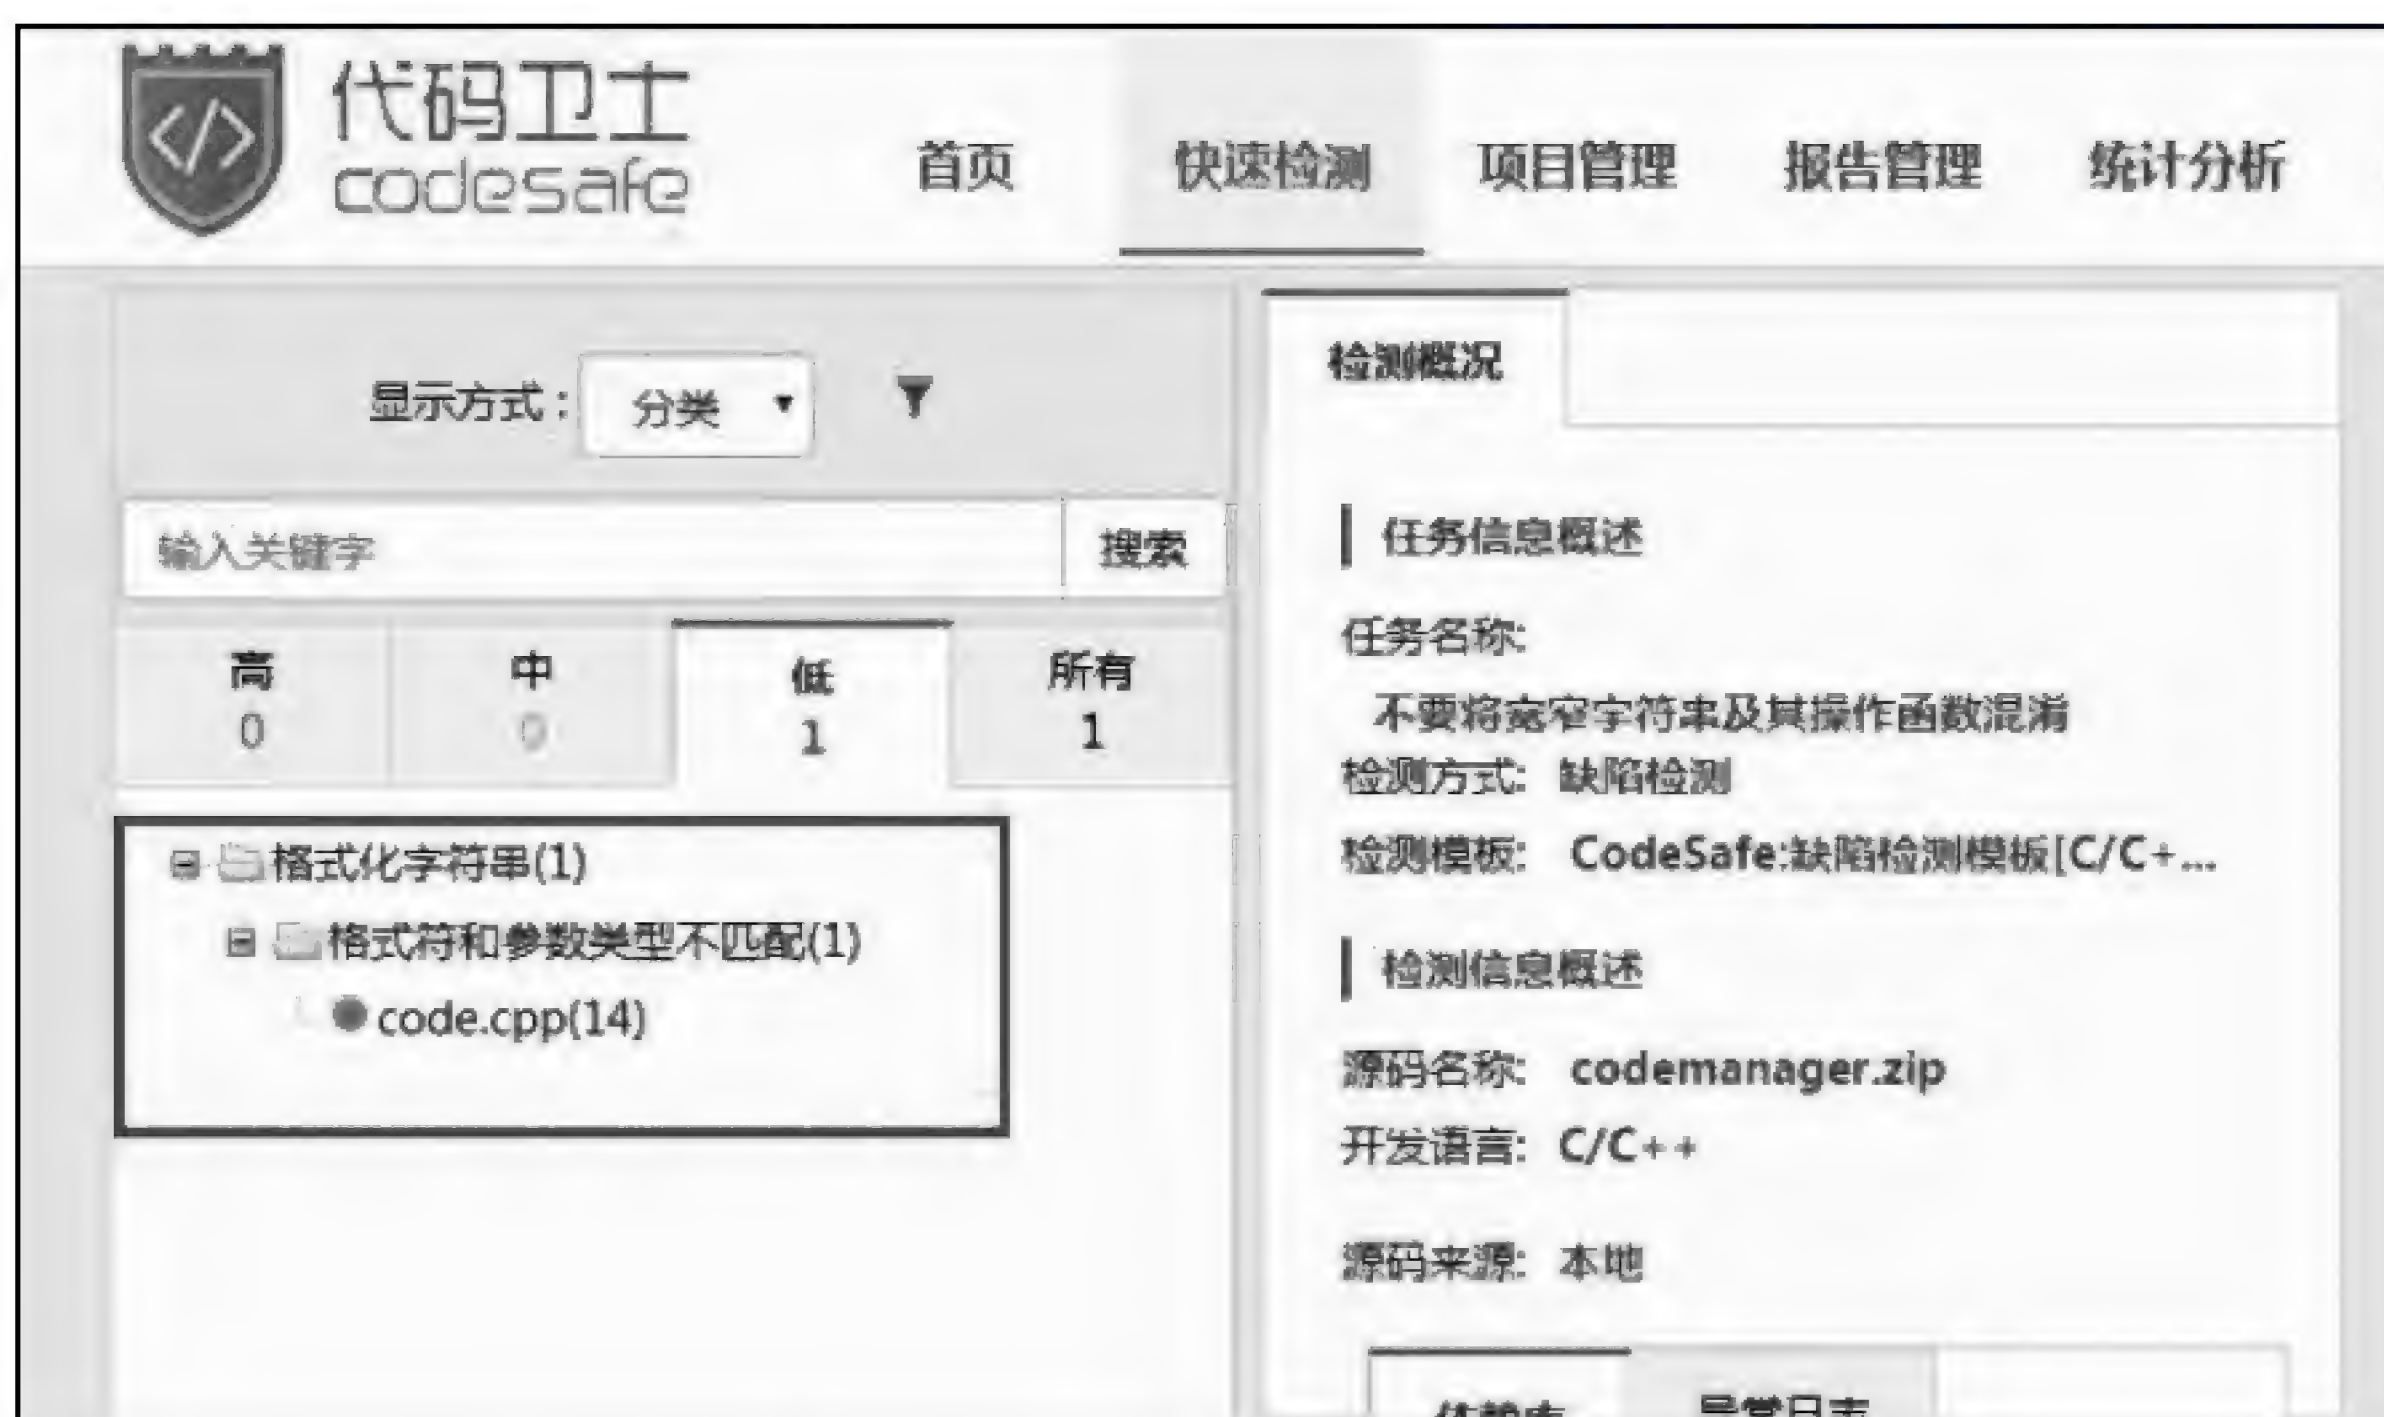 代码卫士
codesafe
首页 快速检测 项目管理 报告管理 统计分析
显示方式： 分类
输入关键字 搜索
高 中 低 所有
0 0 1 1
格式化字符串(1)
格式符和参数类型不匹配(1)
code.cpp(14)
检测概况
任务信息概述
任务名称:
不要将宽窄字符串及其操作函数混淆
检测方式: 缺陷检测
检测模板: CodeSafe:缺陷检测模板[C/C+...
检测信息概述
源码名称: codemanager.zip
开发语言: C/C++
源码来源: 本地
异常日志